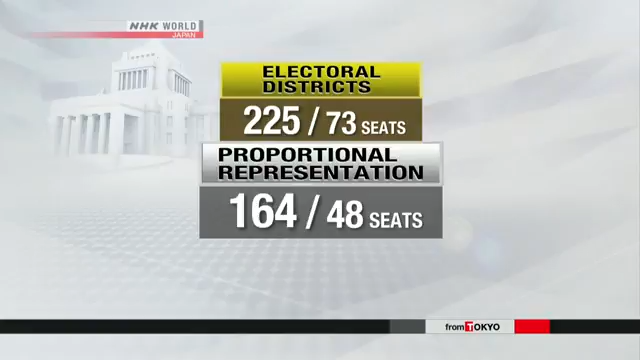 NHK WORLD
JAPAN
ELECTORAL
DISTRICTS
225 / 73 SEATS
PROPORTIONAL
REPRESENTATION
164 / 48 SEATS
from TOKYO